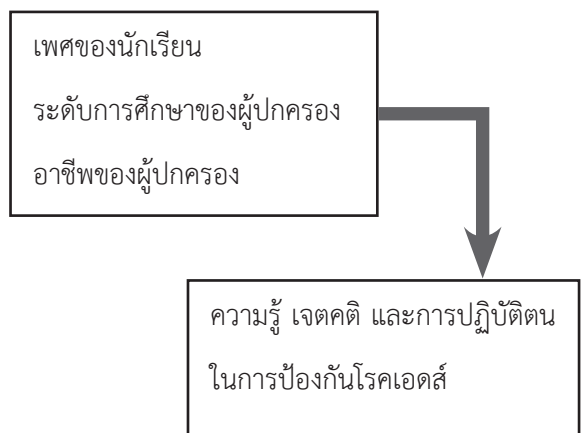 เพศของนักเรียน
ระดับการศึกษาของผู้ปกครอง
อาชีพของผู้ปกครอง
ความรู้ เจตคติ และการปฏิบัติตน
ในการป้องกันโรคเอดส์